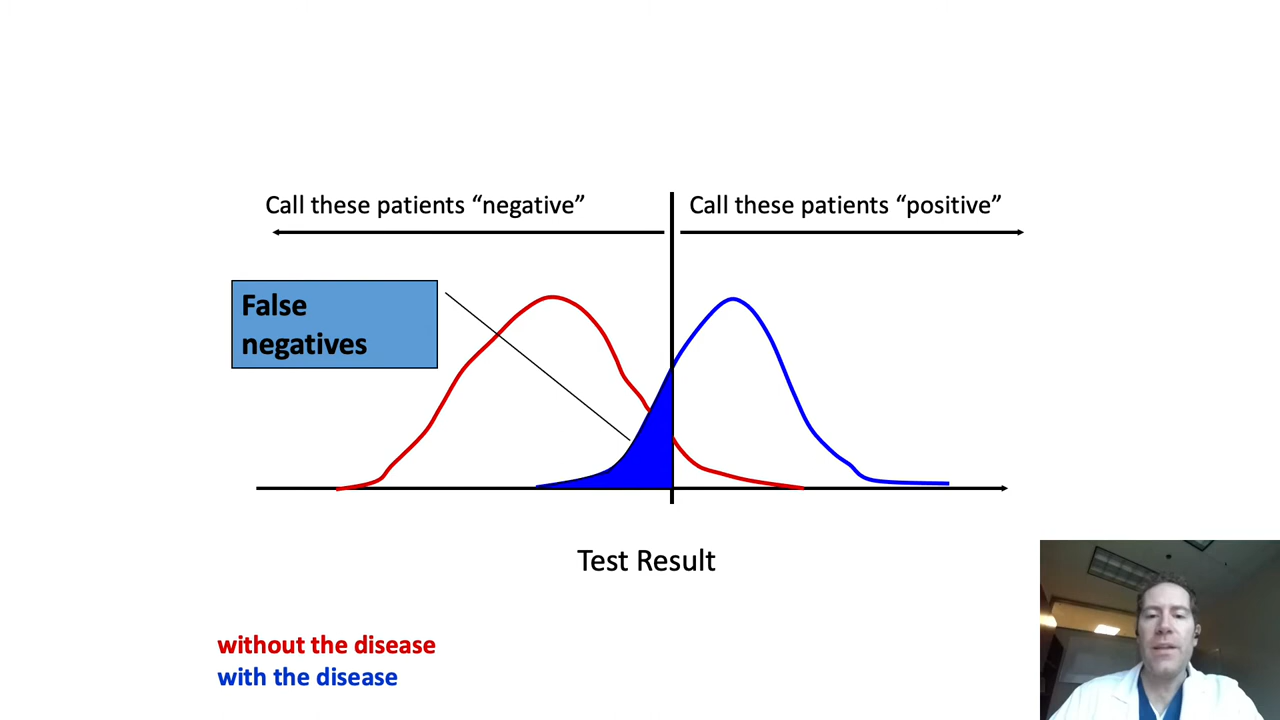 Call these patients “negative”
Call these patients “positive”
False
negatives
Test Result
without the disease
with the disease